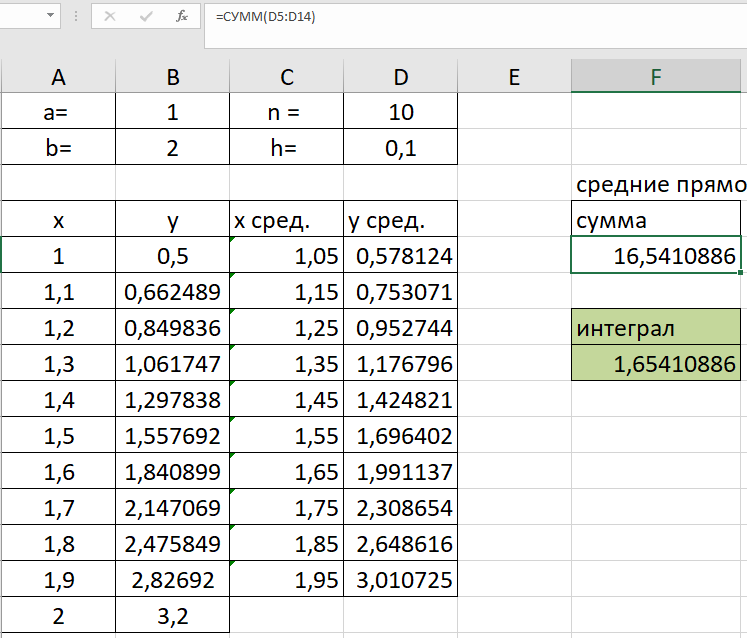 fx =СУММ(D5:D14)
A B C D E F
a= 1 n = 10
b= 2 h= 0,1
средние прямо
x y x сред. y сред. сумма
1 0,5 1,05 0,578124 16,5410886
1,1 0,662489 1,15 0,753071
1,2 0,849836 1,25 0,952744 интеграл
1,3 1,061747 1,35 1,176796 1,65410886
1,4 1,297838 1,45 1,424821
1,5 1,557692 1,55 1,696402
1,6 1,840899 1,65 1,991137
1,7 2,147069 1,75 2,308654
1,8 2,475849 1,85 2,648616
1,9 2,82692 1,95 3,010725
2 3,2